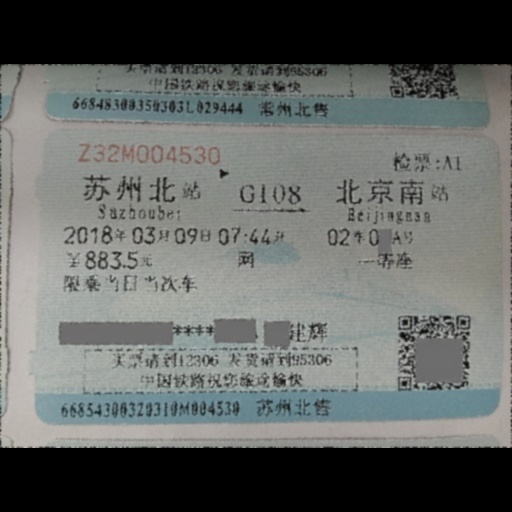 买票请到12306 发货请到95306
中国铁路祝您旅途愉快
66848300350303L029444 常州北售
Z32M004530
检票:A1
苏州北站 G108 北京南站
Suzhoubei Beijingnan
2018年03月09日07:44开 02车0 A号
￥883.5元 网 一等座
限乘当日当次车
**** 建辉
买票请到12306 发货请到95306
中国铁路祝您旅途愉快
66854300320310M004530 苏州北售